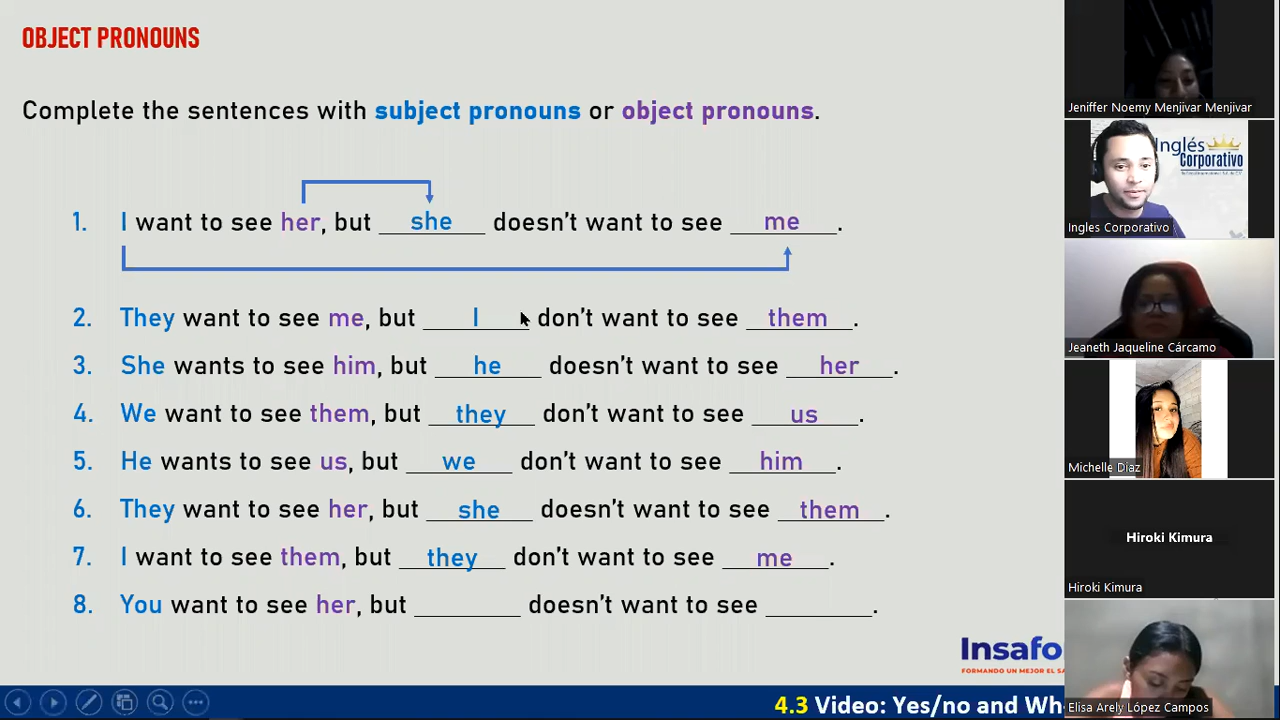 OBJECT PRONOUNS
Complete the sentences with subject pronouns or object pronouns.
1. I want to see her, but she doesn't want to see me.
2. They want to see me, but I don't want to see them.
3. She wants to see him, but he doesn't want to see her.
4. We want to see them, but they don't want to see us.
5. He wants to see us, but we don't want to see him.
6. They want to see her, but she doesn't want to see them.
7. I want to see them, but they don't want to see me.
8. You want to see her, but ________ doesn't want to see ________.
Insafo
FORMANDO UN MEJOR EL SA
4.3 Video: Yes/no and Wh
Jeniffer Noemy Menjivar Menjivar
Inglés
Corporativo
Ingles Corporativo
Jeaneth Jaqueline Cárcamo
Michelle Diaz
Hiroki Kimura
Hiroki Kimura
Elisa Arely López Campos